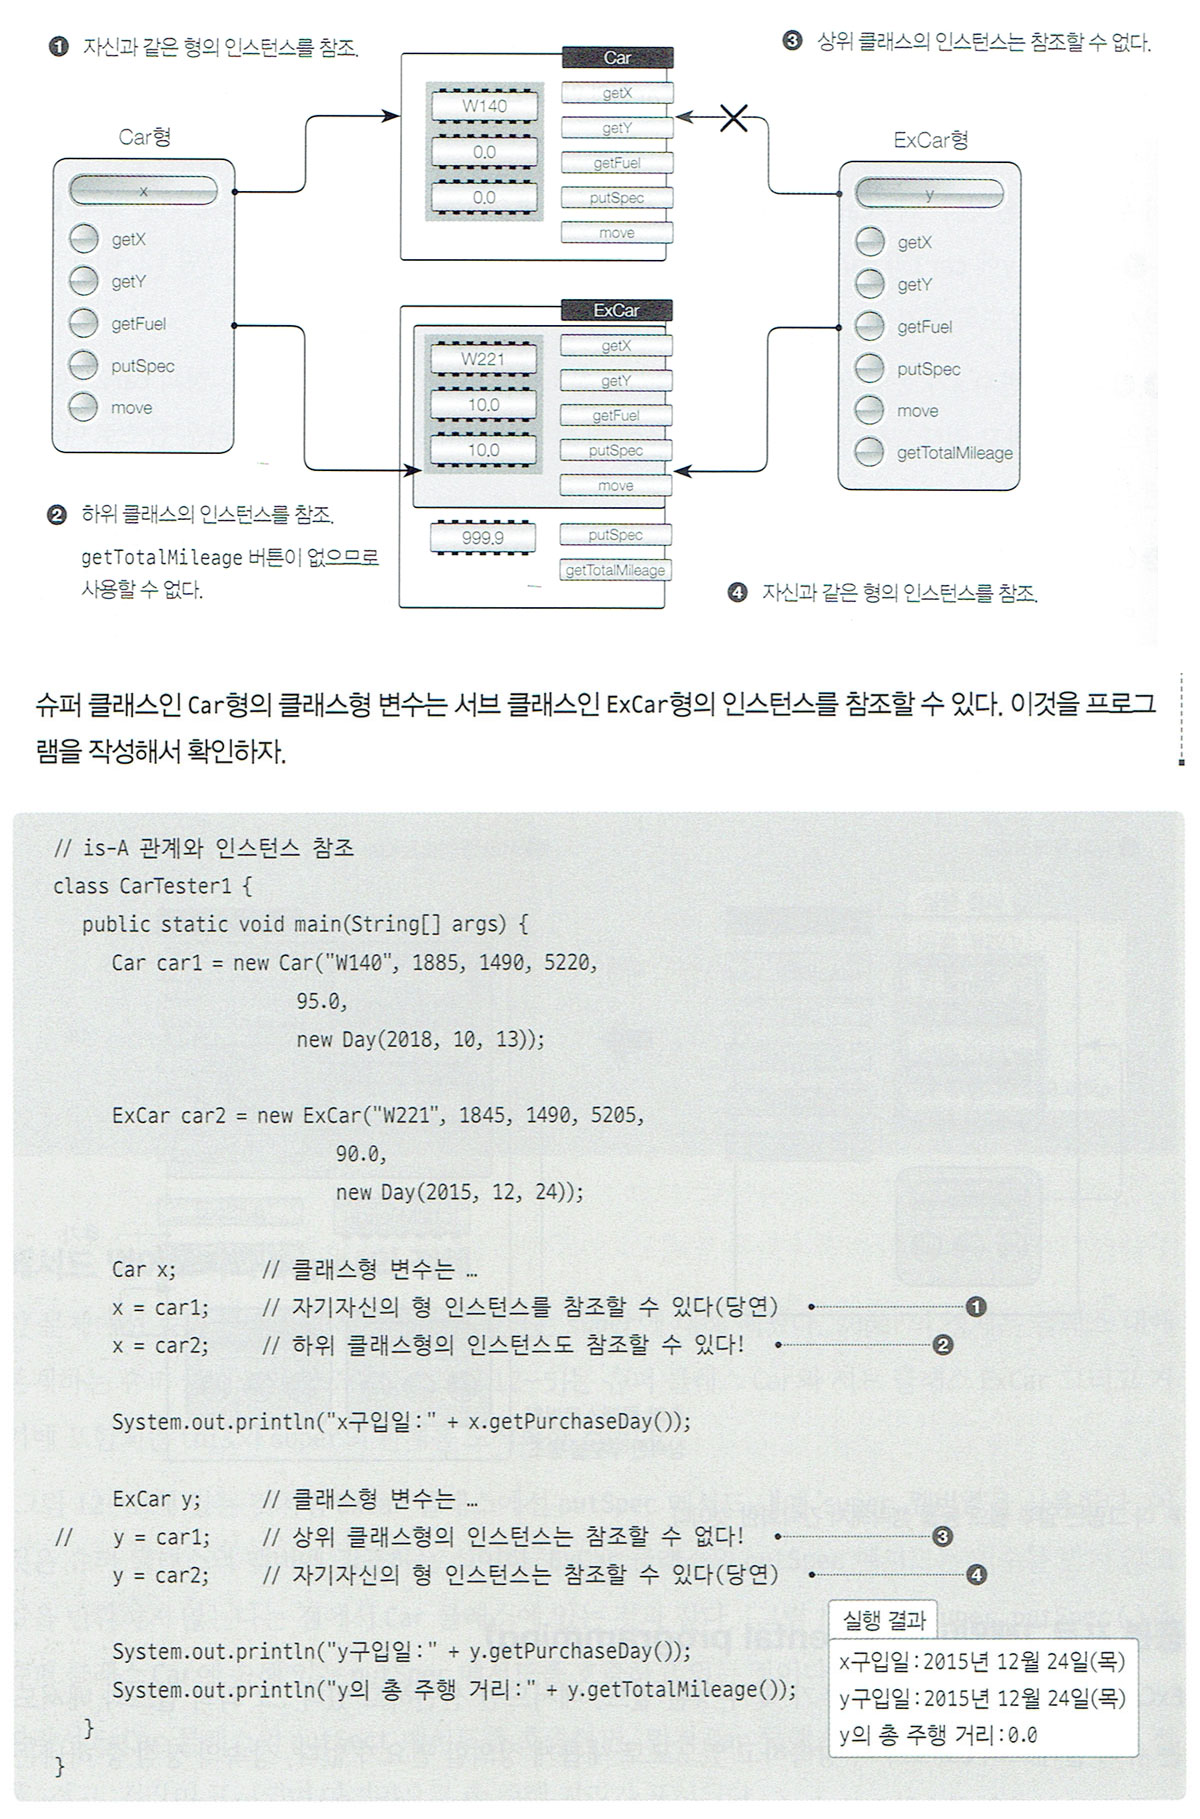 ❶ 자신과 같은 형의 인스턴스를 참조.
❸ 상위 클래스의 인스턴스는 참조할 수 없다.
Car형
x
getX
getY
getFuel
putSpec
move
Car
W140
0.0
0.0
getX
getY
getFuel
putSpec
move
ExCar형
y
getX
getY
getFuel
putSpec
move
getTotalMileage
ExCar
W221
10.0
10.0
getX
getY
getFuel
putSpec
move
999.9
putSpec
getTotalMileage
❷ 하위 클래스의 인스턴스를 참조.
getTotalMileage 버튼이 없으므로
사용할 수 없다.
❹ 자신과 같은 형의 인스턴스를 참조.
슈퍼 클래스인 Car형의 클래스형 변수는 서브 클래스인 ExCar형의 인스턴스를 참조할 수 있다. 이것을 프로그
램을 작성해서 확인하자.
// is-A 관계와 인스턴스 참조
class CarTester1 {
public static void main(String[] args) {
Car car1 = new Car("W140", 1885, 1490, 5220,
95.0,
new Day(2018, 10, 13));
ExCar car2 = new ExCar("W221", 1845, 1490, 5205,
90.0,
new Day(2015, 12, 24));
Car x; // 클래스형 변수는 …
x = car1; // 자기자신의 형 인스턴스를 참조할 수 있다(당연) ❶
x = car2; // 하위 클래스형의 인스턴스도 참조할 수 있다! ❷
System.out.println("x구입일:" + x.getPurchaseDay());
ExCar y; // 클래스형 변수는 …
// y = car1; // 상위 클래스형의 인스턴스는 참조할 수 없다! ❸
y = car2; // 자기자신의 형 인스턴스는 참조할 수 있다(당연) ❹
System.out.println("y구입일:" + y.getPurchaseDay());
System.out.println("y의 총 주행 거리:" + y.getTotalMileage());
}
}
실행 결과
x구입일:2015년 12월 24일(목)
y구입일:2015년 12월 24일(목)
y의 총 주행 거리:0.0